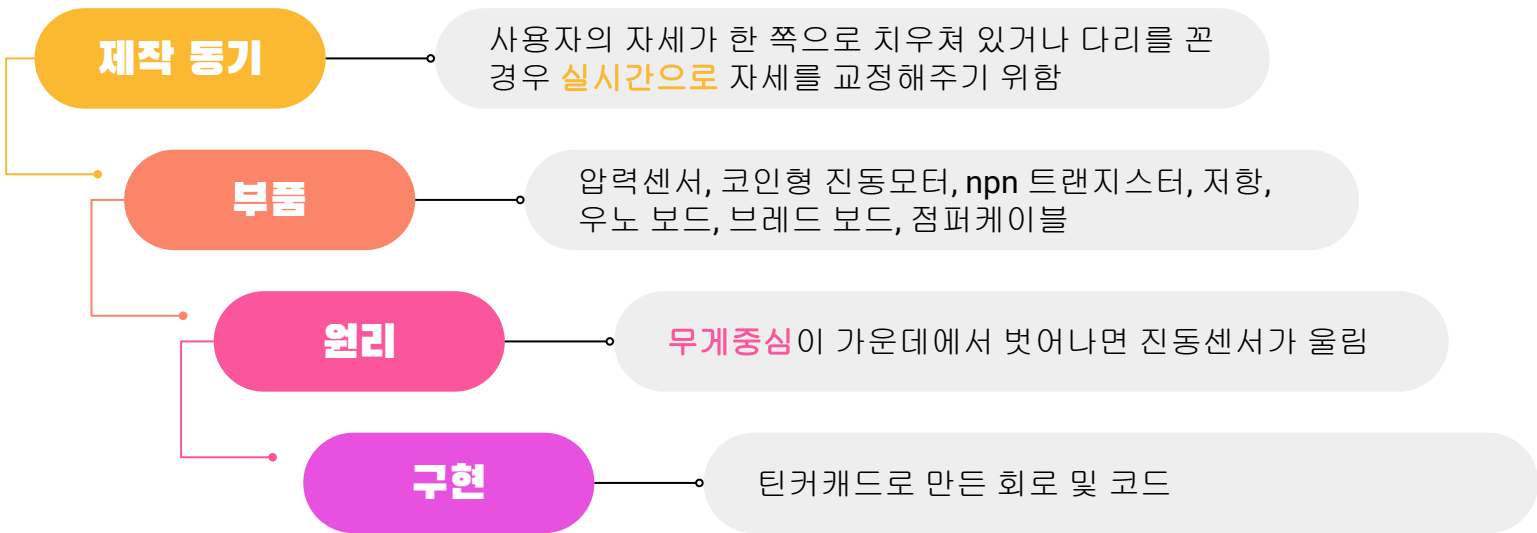 제작 동기
사용자의 자세가 한 쪽으로 치우쳐 있거나 다리를 꼰
경우 실시간으로 자세를 교정해주기 위함
부품
압력센서, 코인형 진동모터, npn 트랜지스터, 저항,
우노 보드, 브레드 보드, 점퍼케이블
원리
무게중심이 가운데에서 벗어나면 진동센서가 울림
구현
틴커캐드로 만든 회로 및 코드